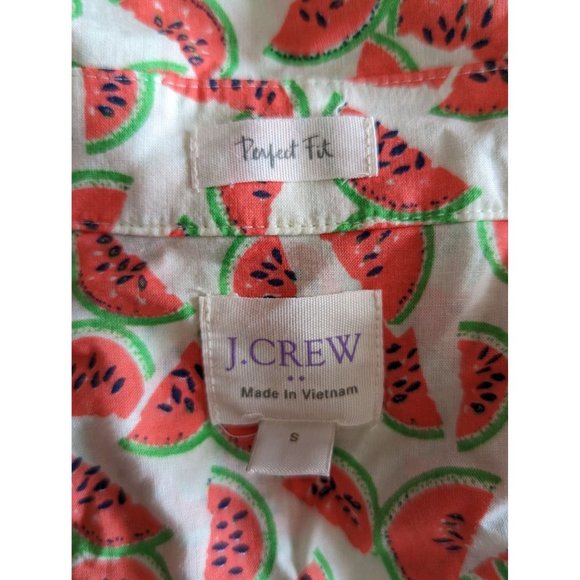 Perfect Fit
J.CREW
Made In Vietnam
S